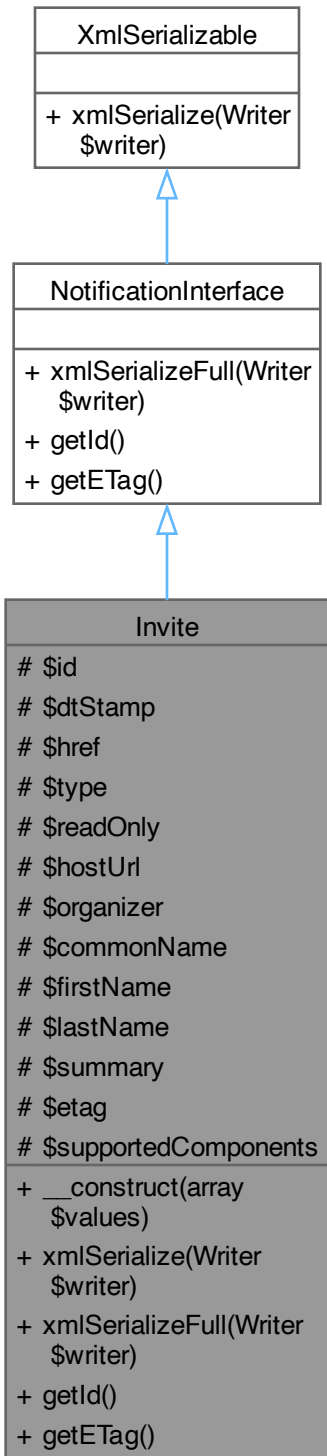 XmlSerializable
+ xmlSerialize(Writer
$writer)
NotificationInterface
+ xmlSerializeFull(Writer
$writer)
+ getId()
+ getETag()
Invite
# $id
# $dtStamp
# $href
# $type
# $readOnly
# $hostUrl
# $organizer
# $commonName
# $firstName
# $lastName
# $summary
# $etag
# $supportedComponents
+ __construct(array
$values)
+ xmlSerialize(Writer
$writer)
+ xmlSerializeFull(Writer
$writer)
+ getId()
+ getETag()